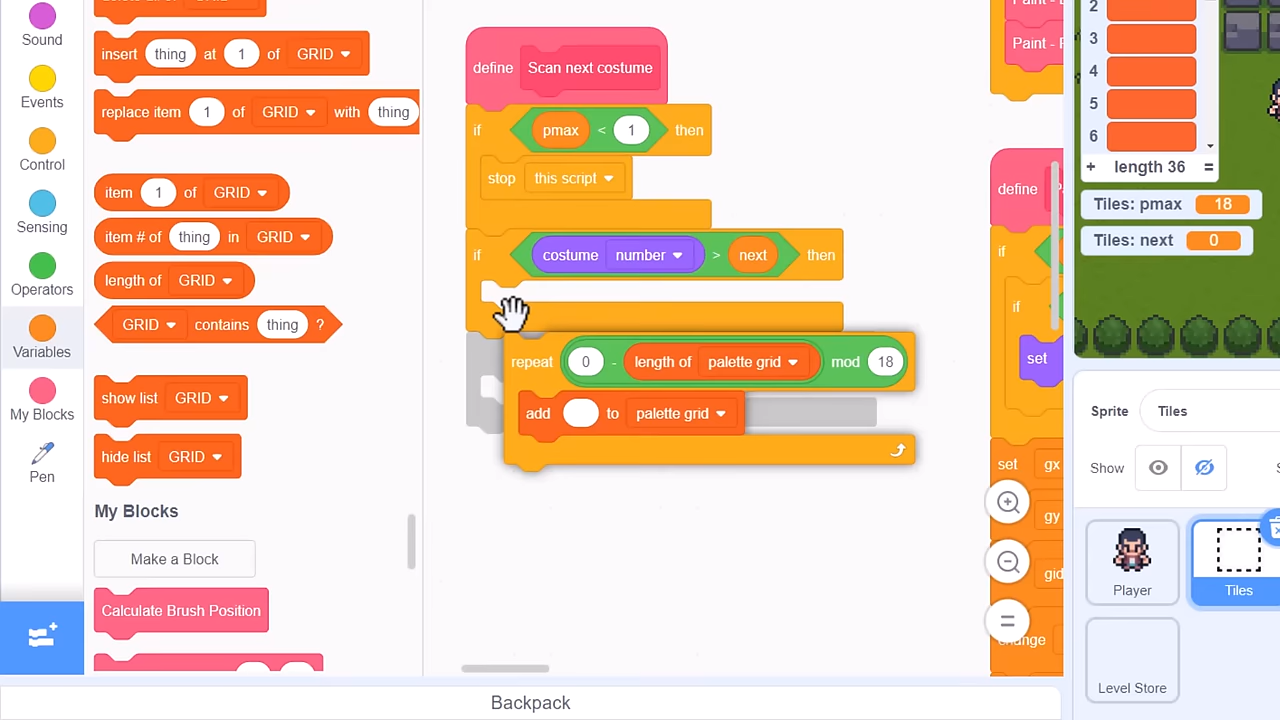 Sound
Events
Control
Sensing
Operators
Variables
My Blocks
Pen
insert thing at 1 of GRID
replace item 1 of GRID with thing
item 1 of GRID
item # of thing in GRID
length of GRID
GRID contains thing ?
show list GRID
hide list GRID
My Blocks
Make a Block
Calculate Brush Position
define Scan next costume
if pmax < 1 then
stop this script
if costume number > next then
repeat 0 - length of palette grid mod 18
add to palette grid
Paint -
define
if
if
set
set gx
gy
gid
change
2
3
4
5
6
+ length 36 =
Tiles: pmax 18
Tiles: next 0
Sprite Tiles
Show
Player
Tiles
Level Store
Backpack